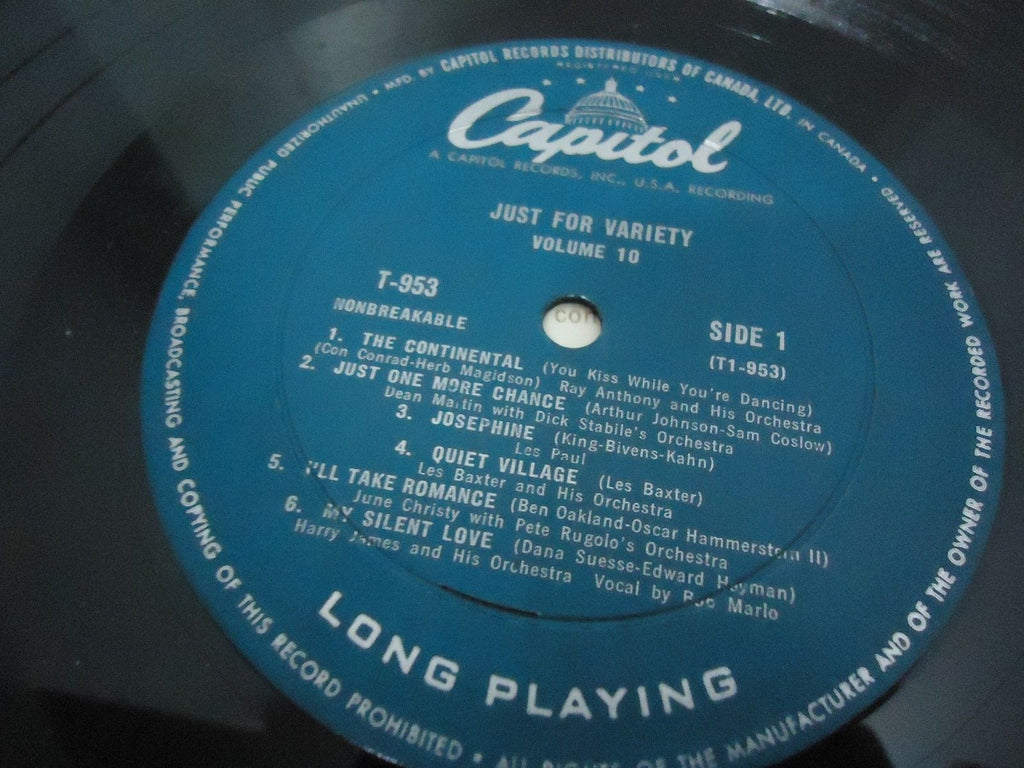 MFD. BY CAPITOL RECORDS DISTRIBUTORS OF CANADA, LTD. IN CANADA • ALL RIGHTS OF THE MANUFACTURER AND OF THE OWNER OF THE RECORDED WORK ARE RESERVED •
UNAUTHORIZED PUBLIC PERFORMANCE, BROADCASTING AND COPYING OF THIS RECORD PROHIBITED •
Capitol
A CAPITOL RECORDS, INC., U.S.A. RECORDING
JUST FOR VARIETY
VOLUME 10
T-953
NONBREAKABLE
con
SIDE 1
(T1-953)
1. THE CONTINENTAL (You Kiss While You're Dancing)
(Con Conrad-Herb Magidson) Ray Anthony and His Orchestra
2. JUST ONE MORE CHANCE (Arthur Johnson-Sam Coslow)
Dean Martin with Dick Stabile's Orchestra
3. JOSEPHINE (King-Bivens-Kahn)
Les Paul
4. QUIET VILLAGE (Les Baxter)
Les Baxter and His Orchestra
5. I'LL TAKE ROMANCE (Ben Oakland-Oscar Hammerstein II)
June Christy with Pete Rugolo's Orchestra
6. MY SILENT LOVE (Dana Suesse-Edward Heyman)
Harry James and His Orchestra Vocal by Bob Marlo
LONG PLAYING